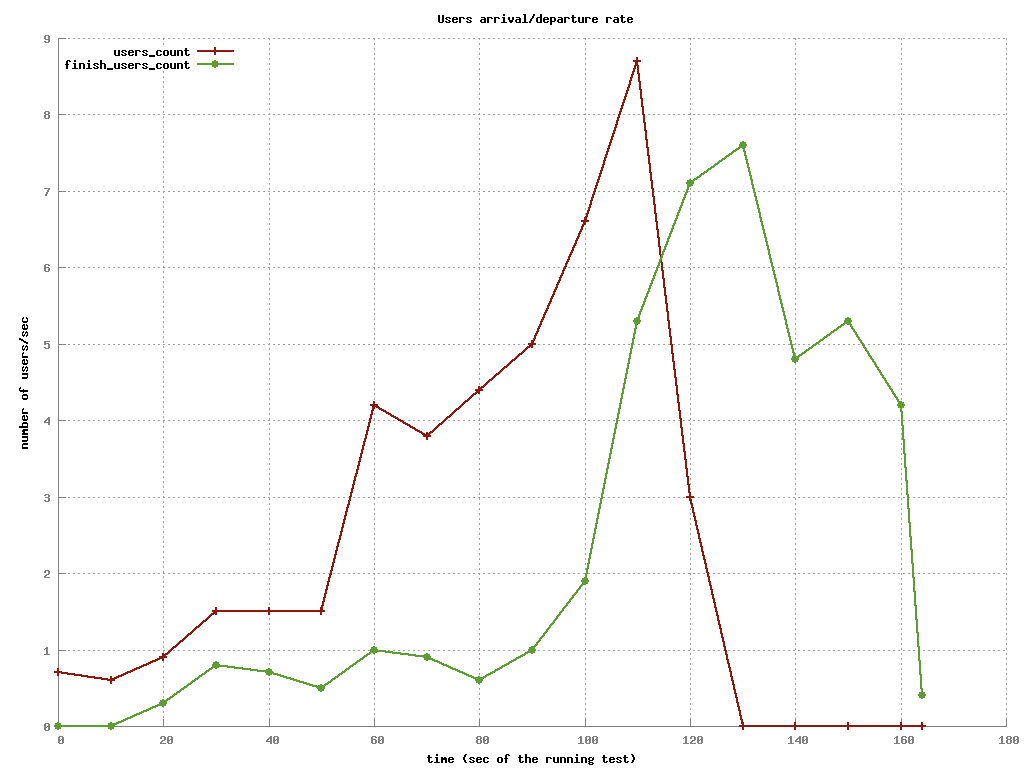 Users arrival/departure rate
users_count
finish_users_count
9
8
7
6
5
4
3
2
1
0
number of users/sec
0 20 40 60 80 100 120 140 160 180
time (sec of the running test)